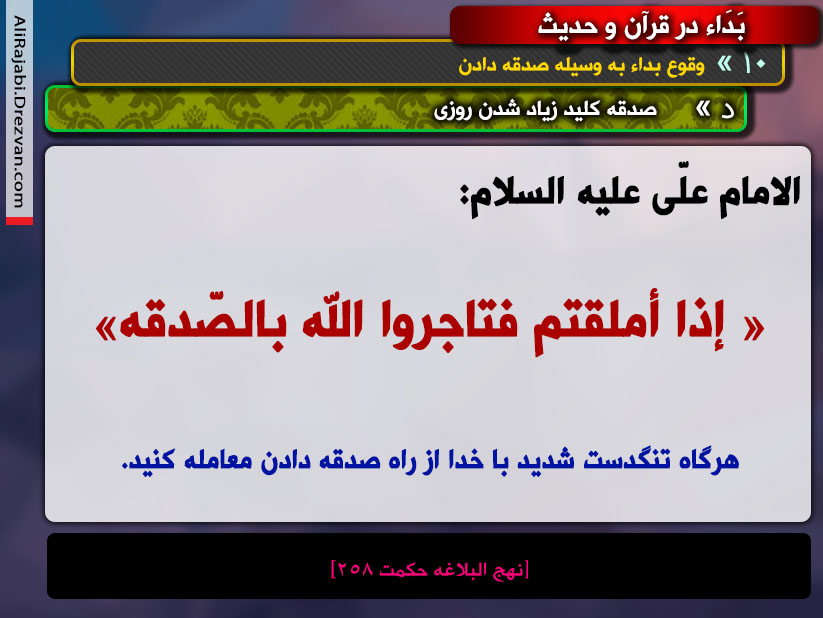 بَدَاء در قرآن و حدیث
۱۰ » وقوع بداء به وسیله صدقه دادن
د » صدقه کلید زیاد شدن روزی
الامام علّی علیه السلام:
« إذا أملقتم فتاجروا اللّه بالصّدقه»
هرگاه تنگدست شدید با خدا از راه صدقه دادن معامله کنید.
[نهج البلاغه حکمت ۲۵۸]
AliRajabi.Drezvan.com